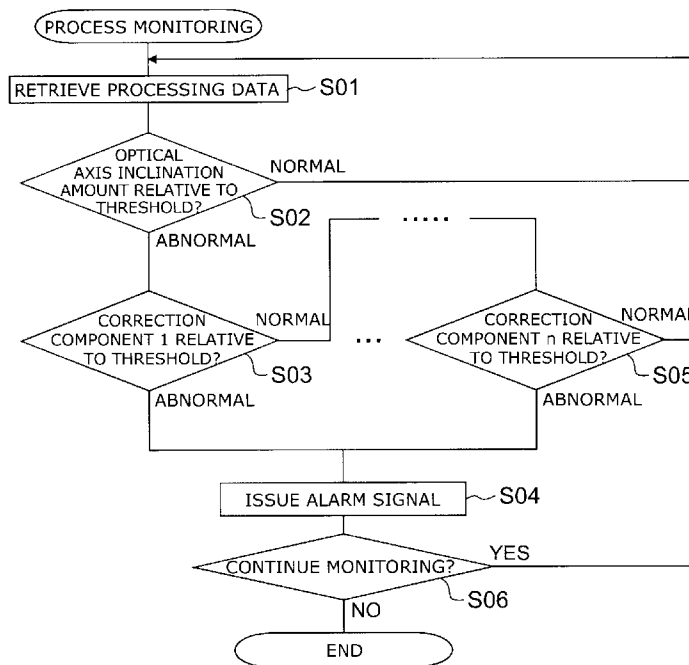 PROCESS MONITORING
RETRIEVE PROCESSING DATA
S01
OPTICAL
AXIS INCLINATION
AMOUNT RELATIVE TO
THRESHOLD?
NORMAL
S02
ABNORMAL
.....
CORRECTION
COMPONENT 1 RELATIVE
TO THRESHOLD?
NORMAL
S03
ABNORMAL
...
CORRECTION
COMPONENT n RELATIVE
TO THRESHOLD?
NORMAL
S05
ABNORMAL
ISSUE ALARM SIGNAL
S04
CONTINUE MONITORING?
YES
S06
NO
END